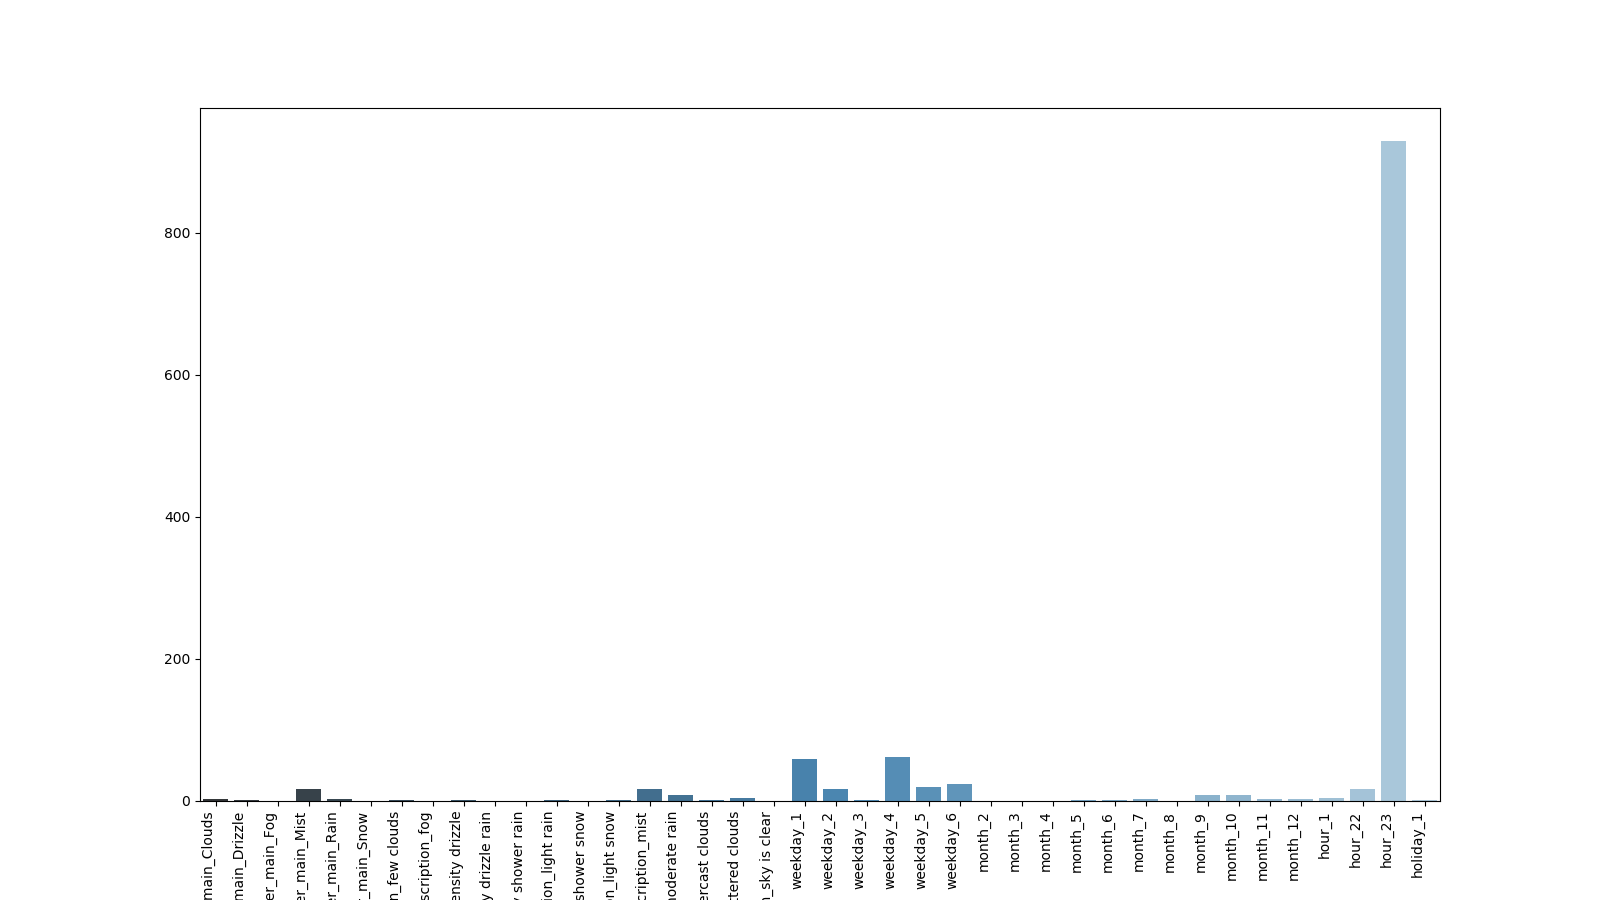 800
600
400
200
0
main_Clouds
main_Drizzle
er_main_Fog
er_main_Mist
er_main_Rain
_main_Snow
n_few clouds
scription_fog
ensity drizzle
y drizzle rain
shower rain
ion_light rain
shower snow
on_light snow
cription_mist
moderate rain
ercast clouds
ttered clouds
n_sky is clear
weekday_1
weekday_2
weekday_3
weekday_4
weekday_5
weekday_6
month_2
month_3
month_4
month_5
month_6
month_7
month_8
month_9
month_10
month_11
month_12
hour_1
hour_22
hour_23
holiday_1